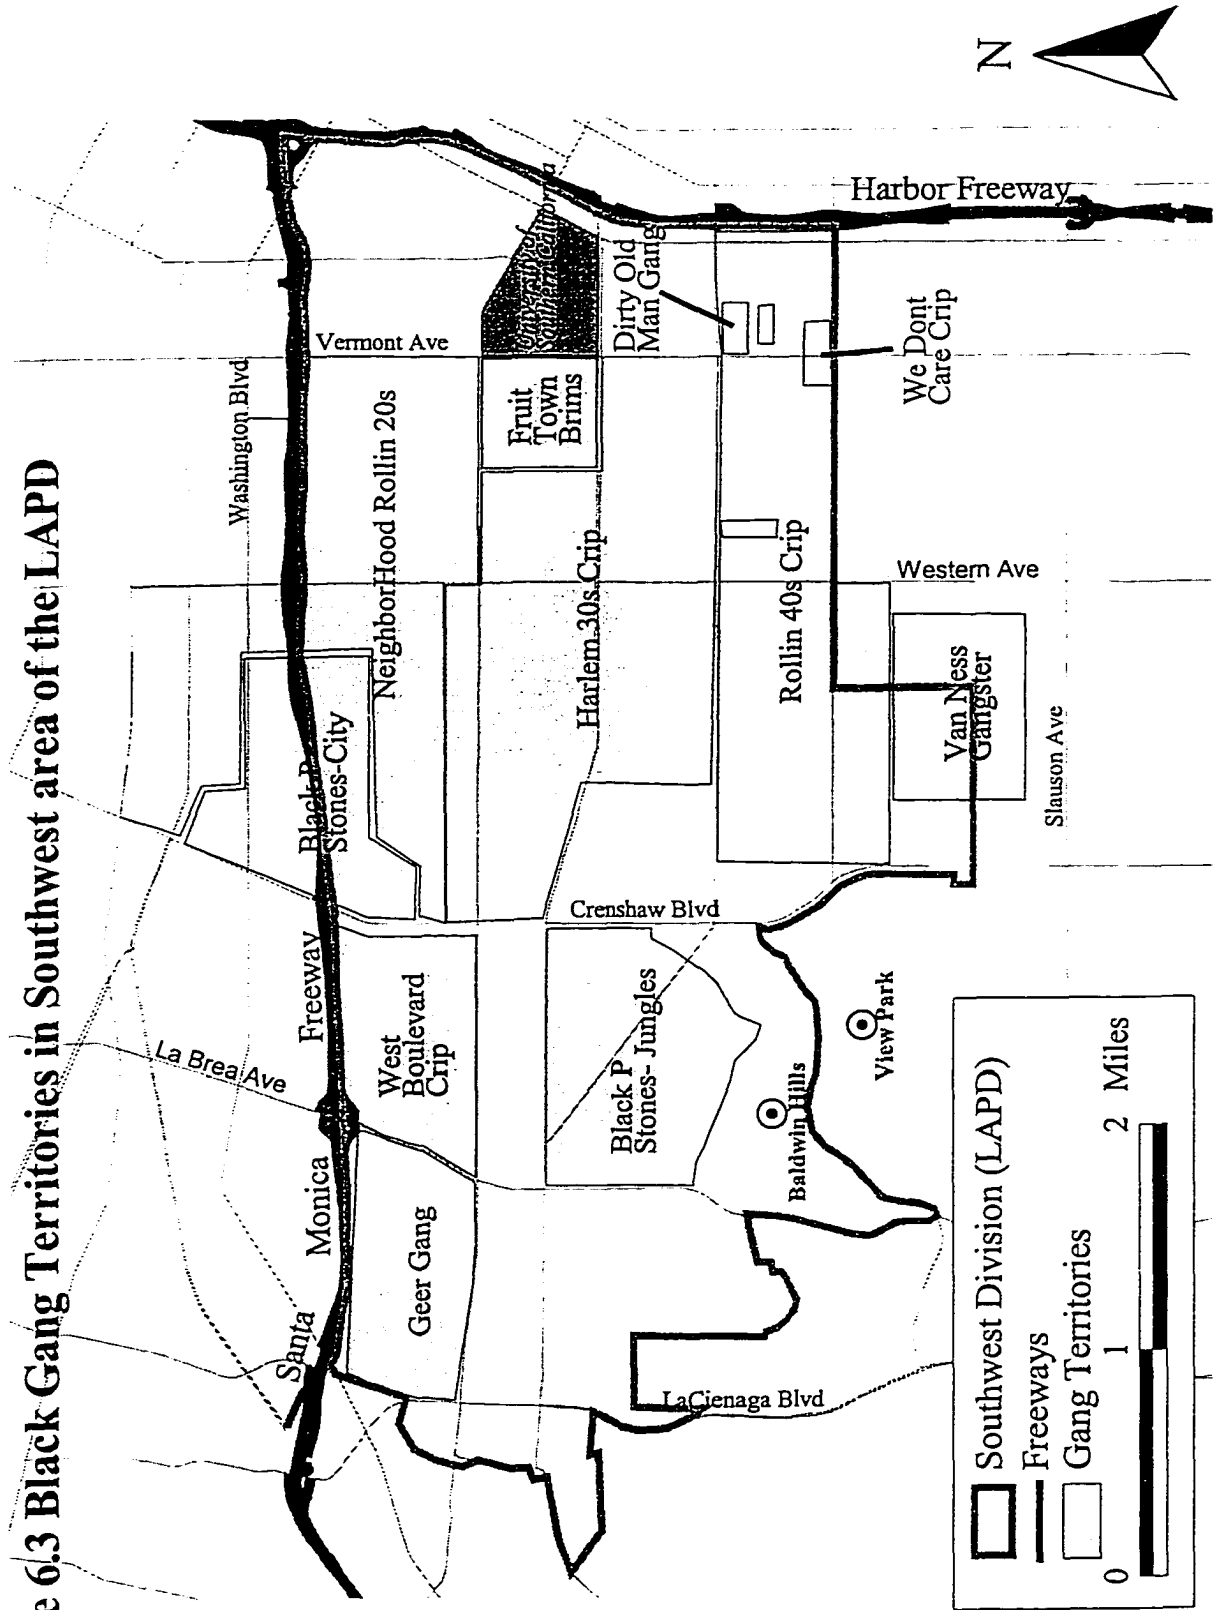 e 6.3 Black Gang Territories in Southwest area of the LAPD
N
Washington Blvd
Vermont Ave
Harbor Freeway
University of
Southern California
NeighborHood Rollin 20s
Fruit
Town
Brims
Dirty Old
Man Gang
We Dont
Care Crip
Black P
Stones-City
Harlem 30s Crip
Rollin 40s Crip
Western Ave
Van Ness
Gangster
Slauson Ave
Crenshaw Blvd
Santa Monica Freeway
La Brea Ave
West
Boulevard
Crip
Black P
Stones- Jungles
View Park
Baldwin Hills
Geer Gang
LaCienaga Blvd
Southwest Division (LAPD)
Freeways
Gang Territories
0 1 2 Miles